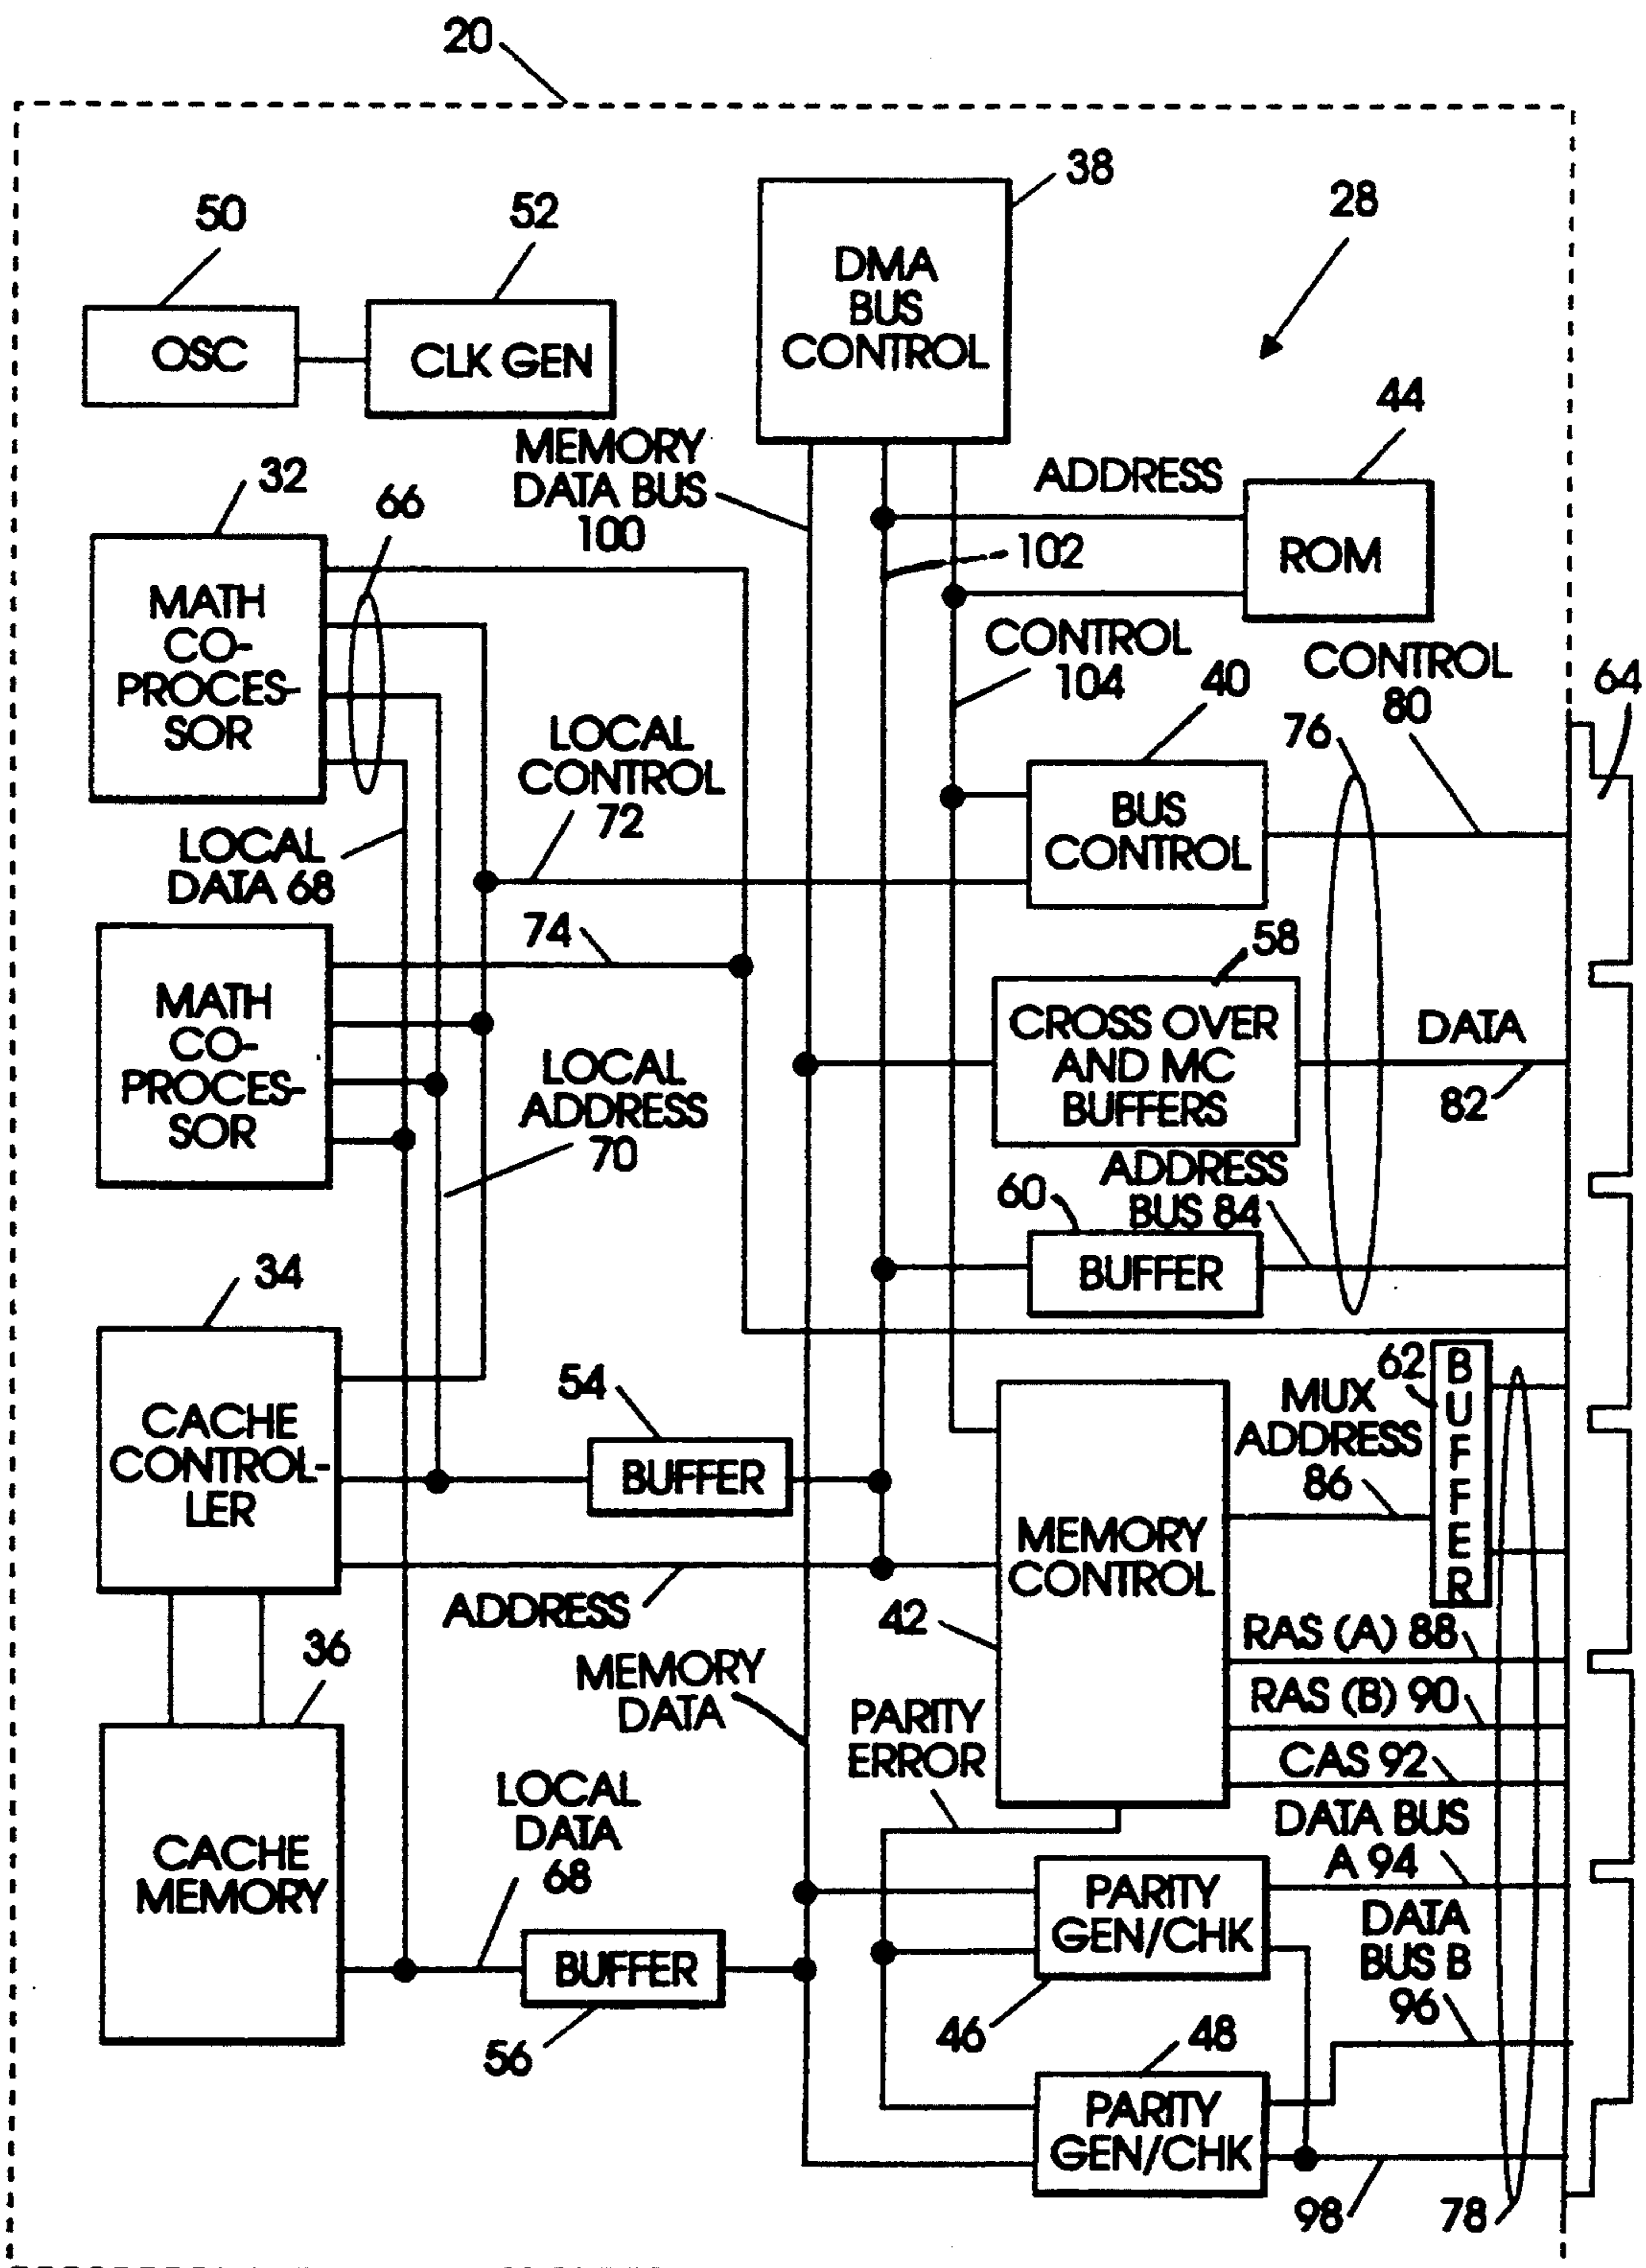 20
38
28
50
52
DMA
BUS
CONTROL
OSC
CLK GEN
44
MEMORY
DATA BUS
100
ADDRESS
32
66
102
ROM
MATH
CO-
PROCES-
SOR
CONTROL
104
CONTROL
80
64
40
76
LOCAL
CONTROL
72
BUS
CONTROL
LOCAL
DATA 68
74
58
MATH
CO-
PROCES-
SOR
CROSS OVER
AND MC
BUFFERS
DATA
82
LOCAL
ADDRESS
70
ADDRESS
BUS 84
60
BUFFER
34
62
BUFFER
54
MUX
ADDRESS
86
CACHE
CONTROL-
LER
BUFFER
MEMORY
CONTROL
ADDRESS
42
RAS (A) 88
36
MEMORY
DATA
RAS (B) 90
PARITY
ERROR
CAS 92
LOCAL
DATA
68
DATA BUS
A 94
CACHE
MEMORY
PARITY
GEN/CHK
DATA
BUS B
96
BUFFER
56
46
48
PARITY
GEN/CHK
98
78